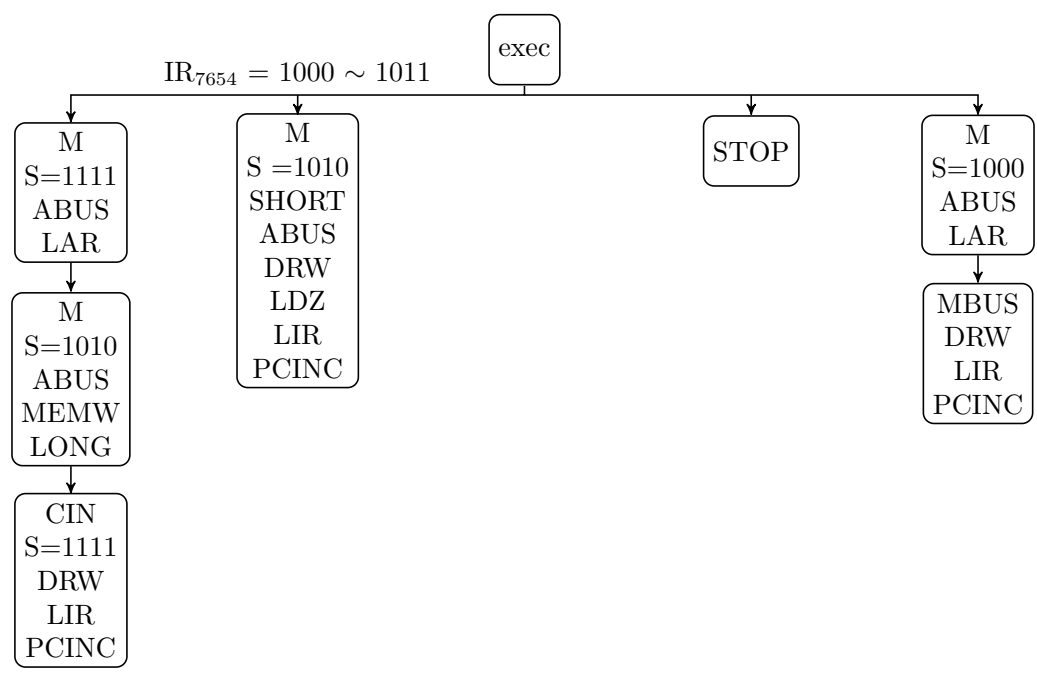 exec
IR7654 = 1000 ∼ 1011
M
S=1111
ABUS
LAR
M
S=1010
ABUS
MEMW
LONG
CIN
S=1111
DRW
LIR
PCINC
M
S =1010
SHORT
ABUS
DRW
LDZ
LIR
PCINC
STOP
M
S=1000
ABUS
LAR
MBUS
DRW
LIR
PCINC